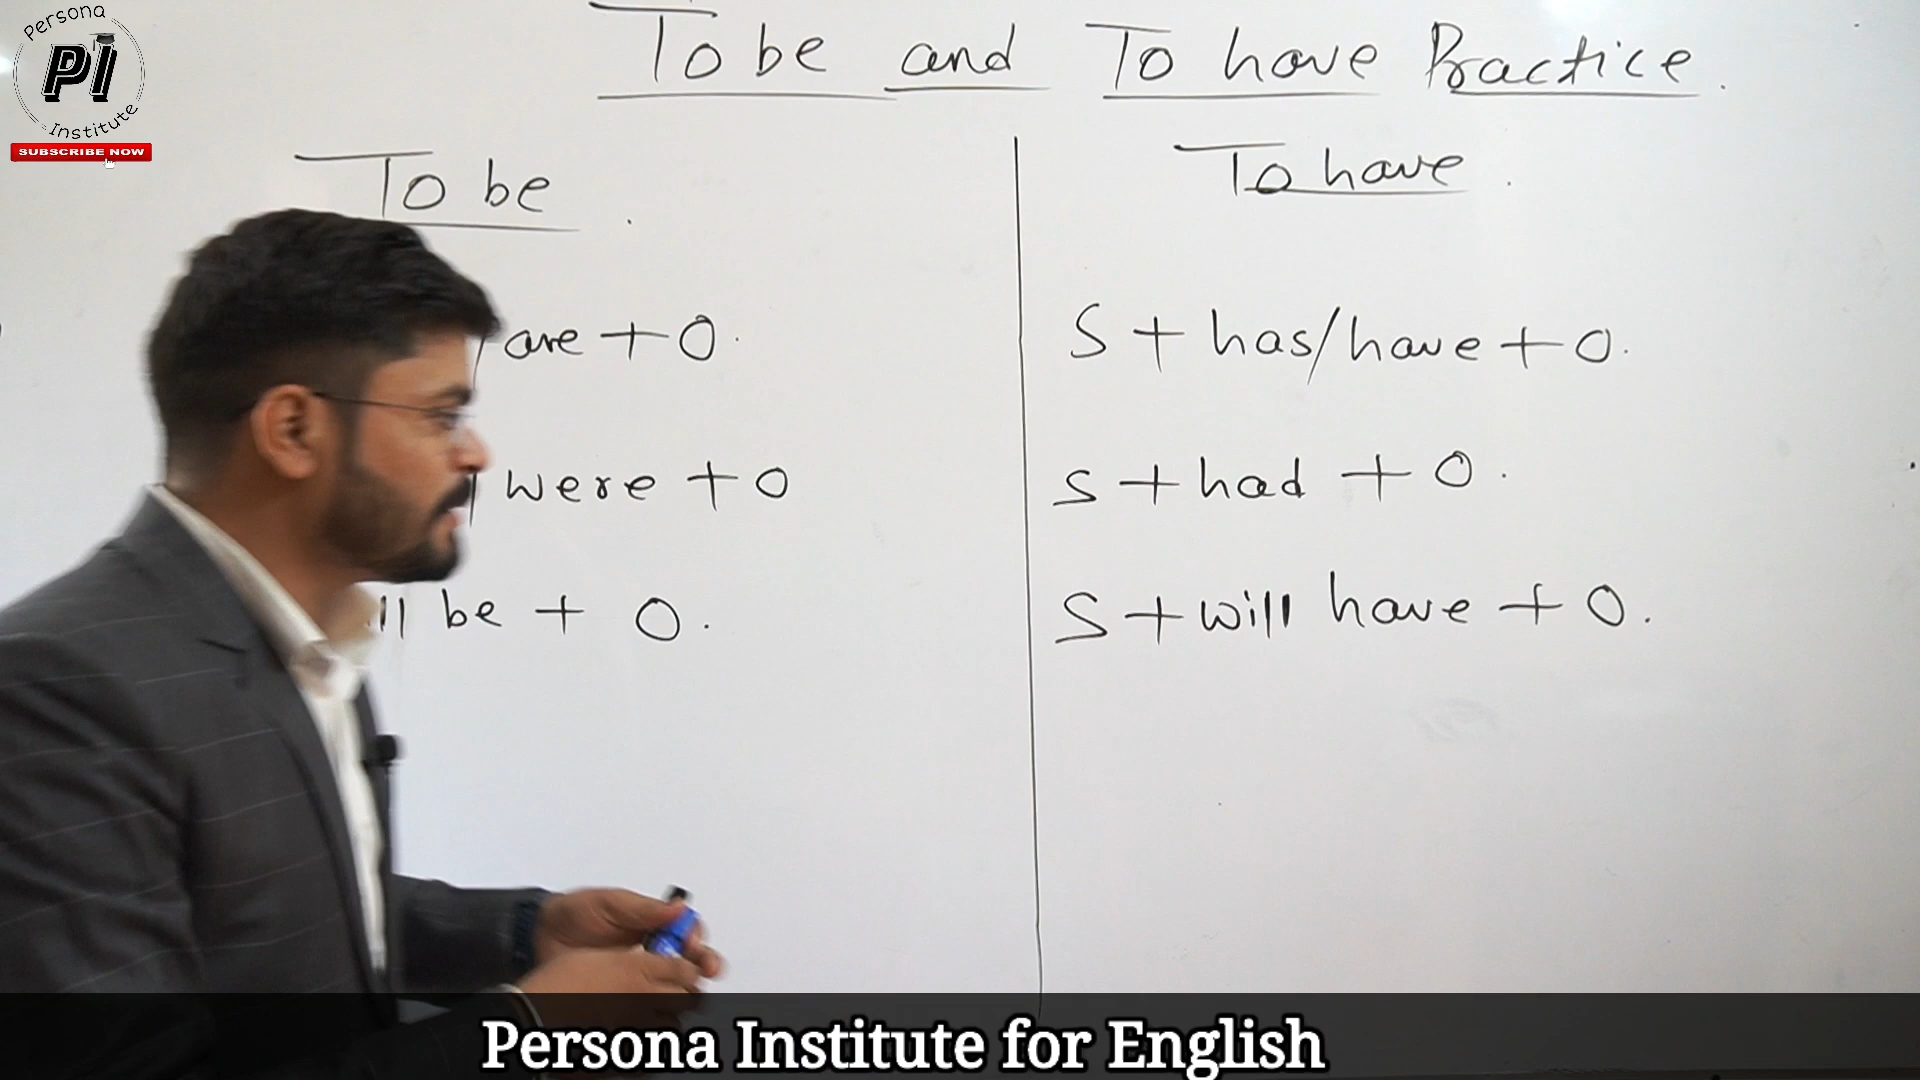 Persona
PI
Institute
SUBSCRIBE NOW
To be and To have Practice.
To be.
are + O.
were + O
ll be + O.
To have.
S + has/have + O.
S + had + O.
S + will have + O.
Persona Institute for English